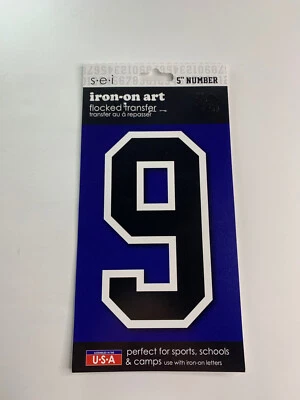 s·e·i
5" NUMBER
iron-on art
flocked transfer
transfer au à repasser
9
U·S·A
perfect for sports, schools
& camps use with iron-on letters